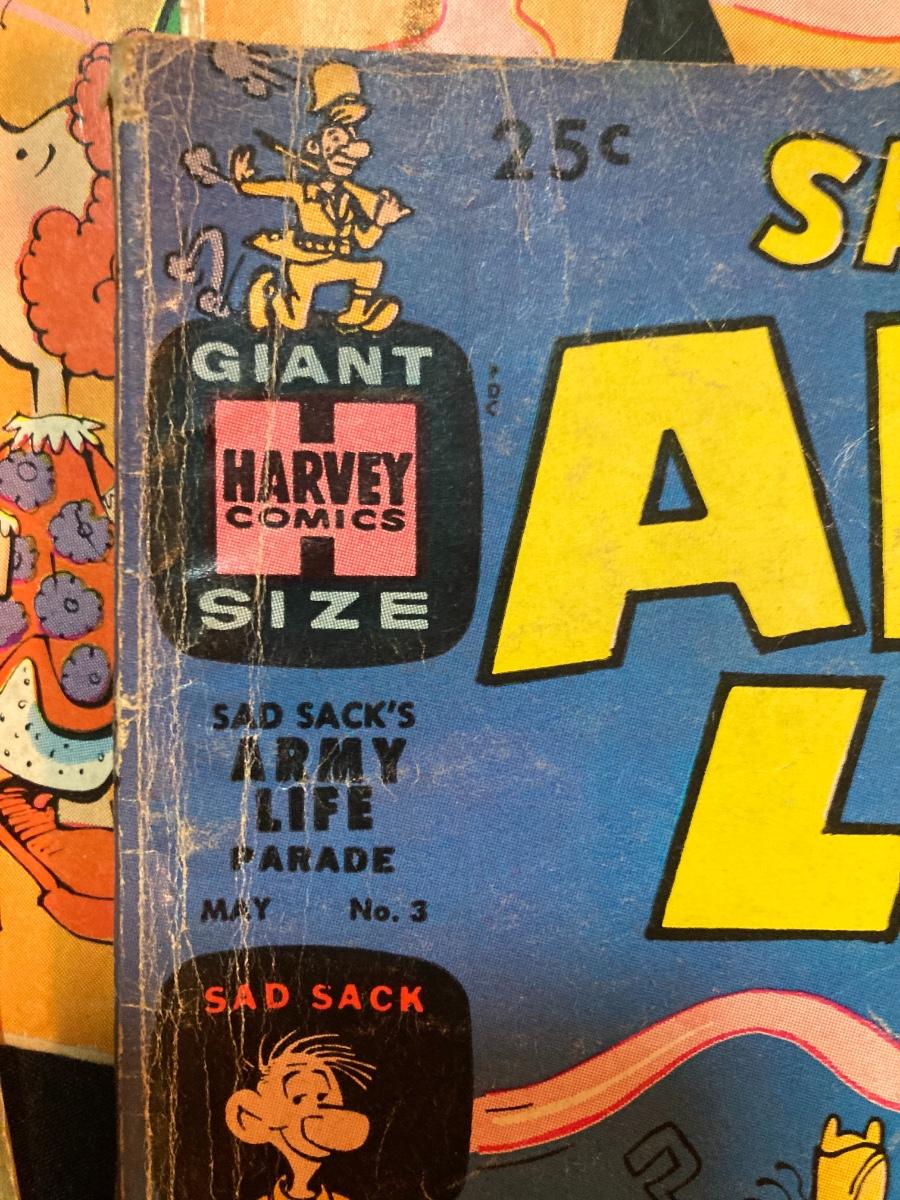 25¢
GIANT
HARVEY
COMICS
SIZE
SAD SACK'S
ARMY
LIFE
PARADE
MAY No. 3
SAD SACK